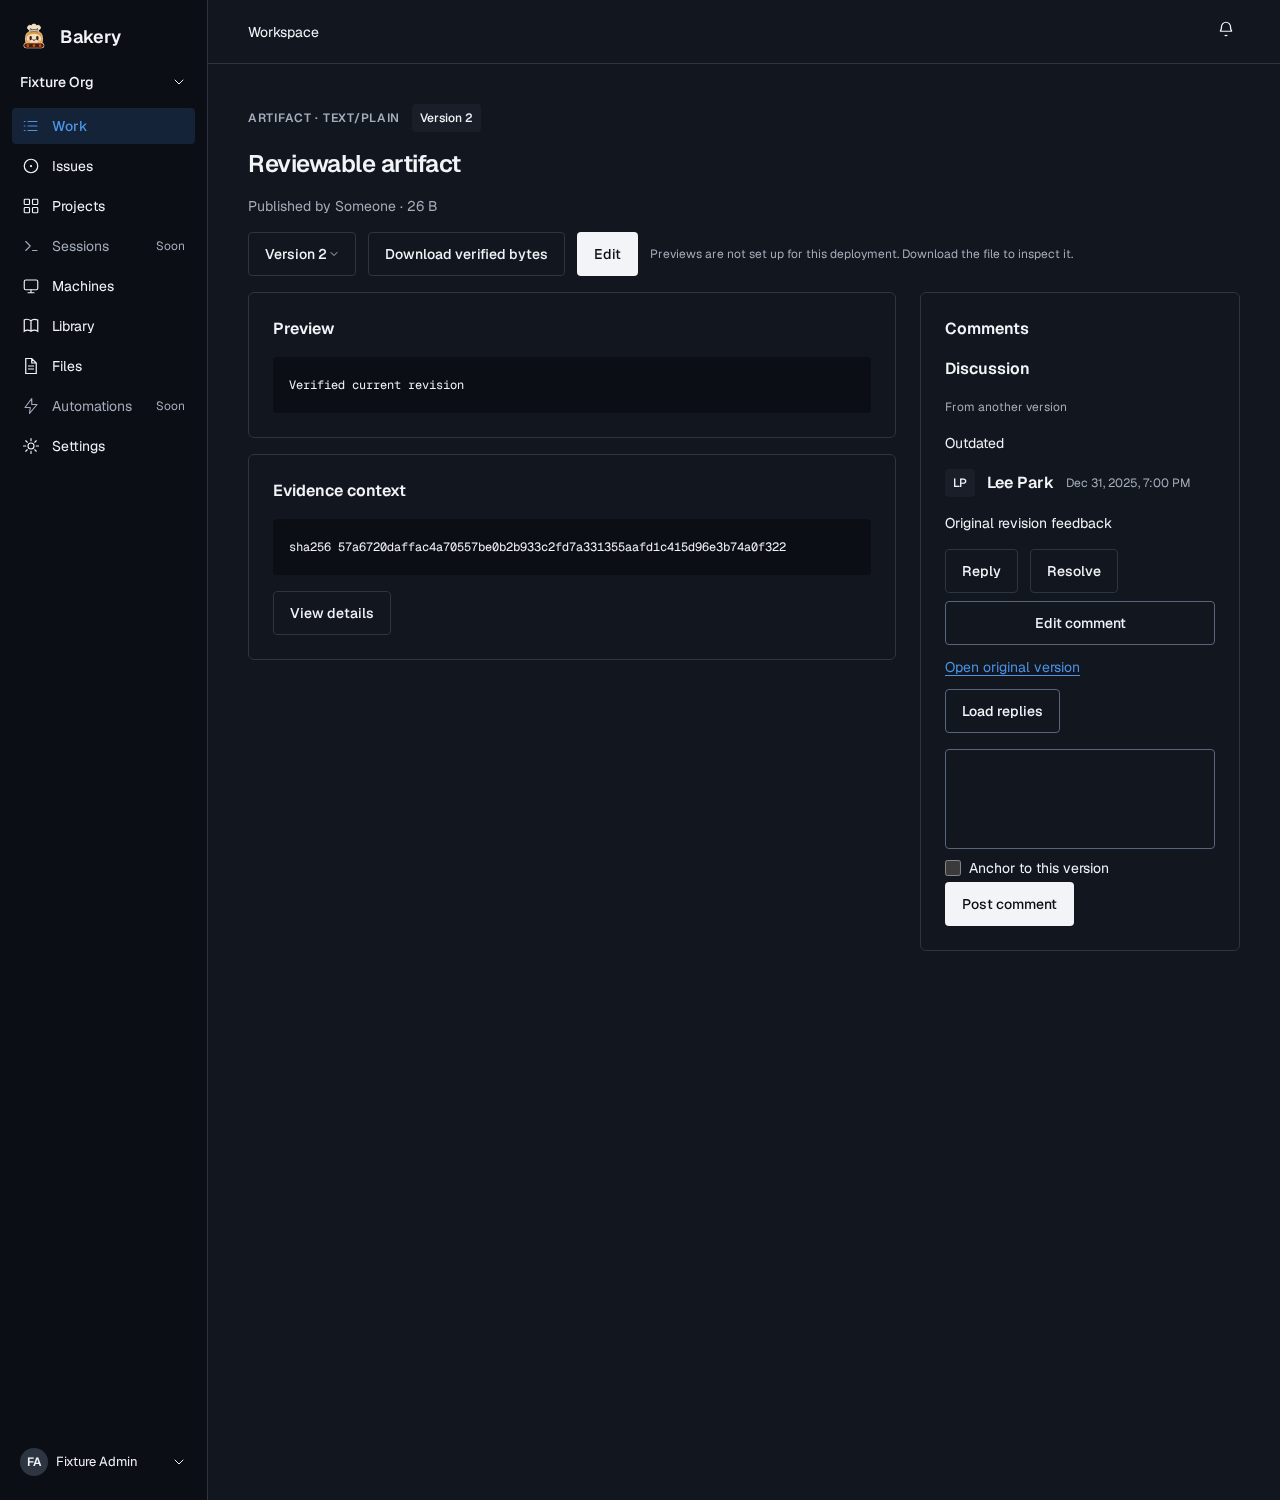 Bakery
Fixture Org
Work
Issues
Projects
Sessions Soon
Machines
Library
Files
Automations Soon
Settings
FA Fixture Admin
Workspace
ARTIFACT · TEXT/PLAIN Version 2
Reviewable artifact
Published by Someone · 26 B
Version 2 Download verified bytes Edit Previews are not set up for this deployment. Download the file to inspect it.
Preview
Verified current revision
Evidence context
sha256 57a6720daffac4a70557be0b2b933c2fd7a331355aafd1c415d96e3b74a0f322
View details
Comments
Discussion
From another version
Outdated
LP Lee Park Dec 31, 2025, 7:00 PM
Original revision feedback
Reply Resolve
Edit comment
Open original version
Load replies
Anchor to this version
Post comment